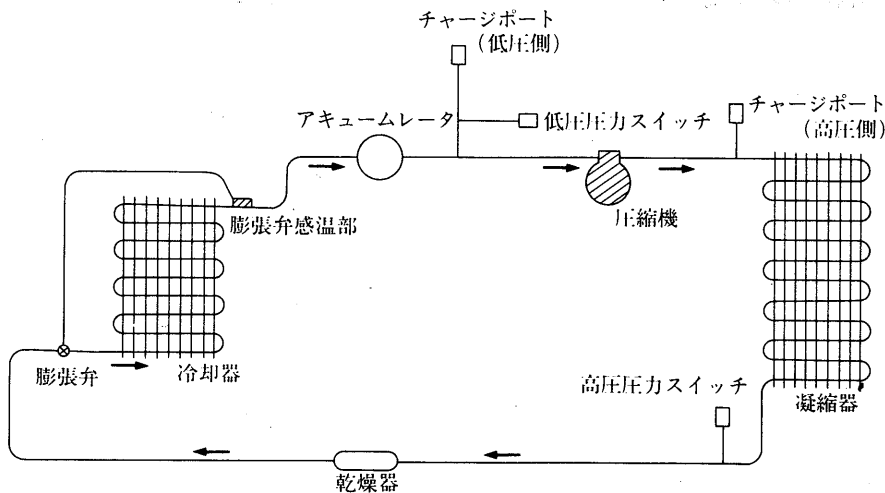 チャージポート
（低圧側）
アキュームレータ
低圧圧力スイッチ
チャージポート
（高圧側）
膨張弁感温部
圧縮機
膨張弁
冷却器
高圧圧力スイッチ
凝縮器
乾燥器